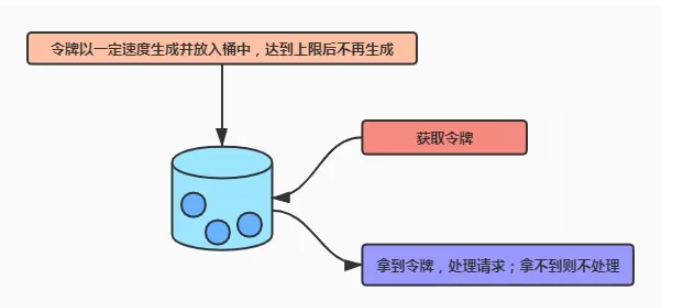 令牌以一定速度生成并放入桶中，达到上限后不再生成
获取令牌
拿到令牌，处理请求；拿不到则不处理